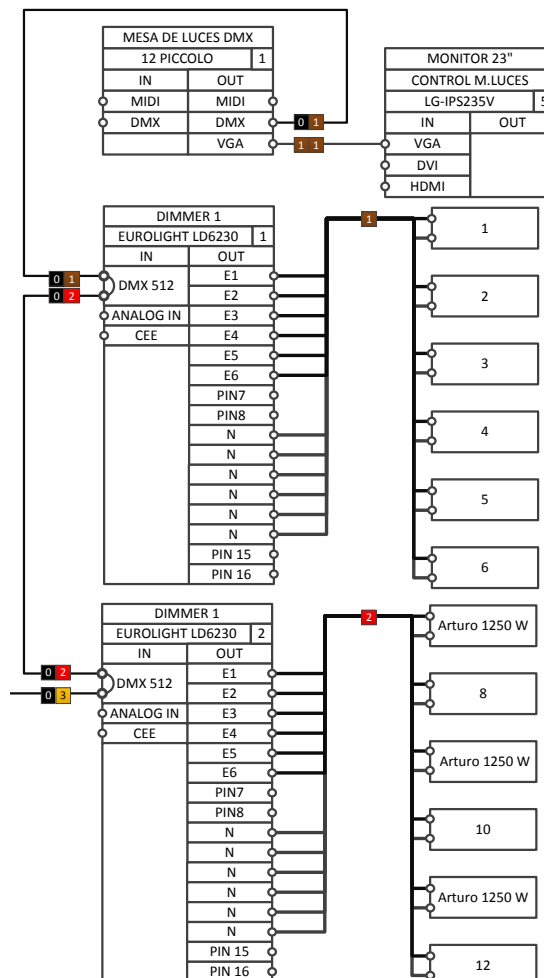 MESA DE LUCES DMX
12 PICCOLO 1
IN OUT
MIDI MIDI
DMX DMX 0 1
VGA 1 1
MONITOR 23"
CONTROL M.LUCES
LG-IPS235V 5
IN OUT
VGA
DVI
HDMI
DIMMER 1
EUROLIGHT LD6230 1
IN OUT
0 1
0 2
DMX 512
ANALOG IN
CEE
E1
E2
E3
E4
E5
E6
PIN7
PIN8
N
N
N
N
N
N
PIN 15
PIN 16
1
1
2
3
4
5
6
DIMMER 1
EUROLIGHT LD6230 2
IN OUT
0 2
0 3
DMX 512
ANALOG IN
CEE
E1
E2
E3
E4
E5
E6
PIN7
PIN8
N
N
N
N
N
N
PIN 15
PIN 16
2
Arturo 1250 W
8
Arturo 1250 W
10
Arturo 1250 W
12